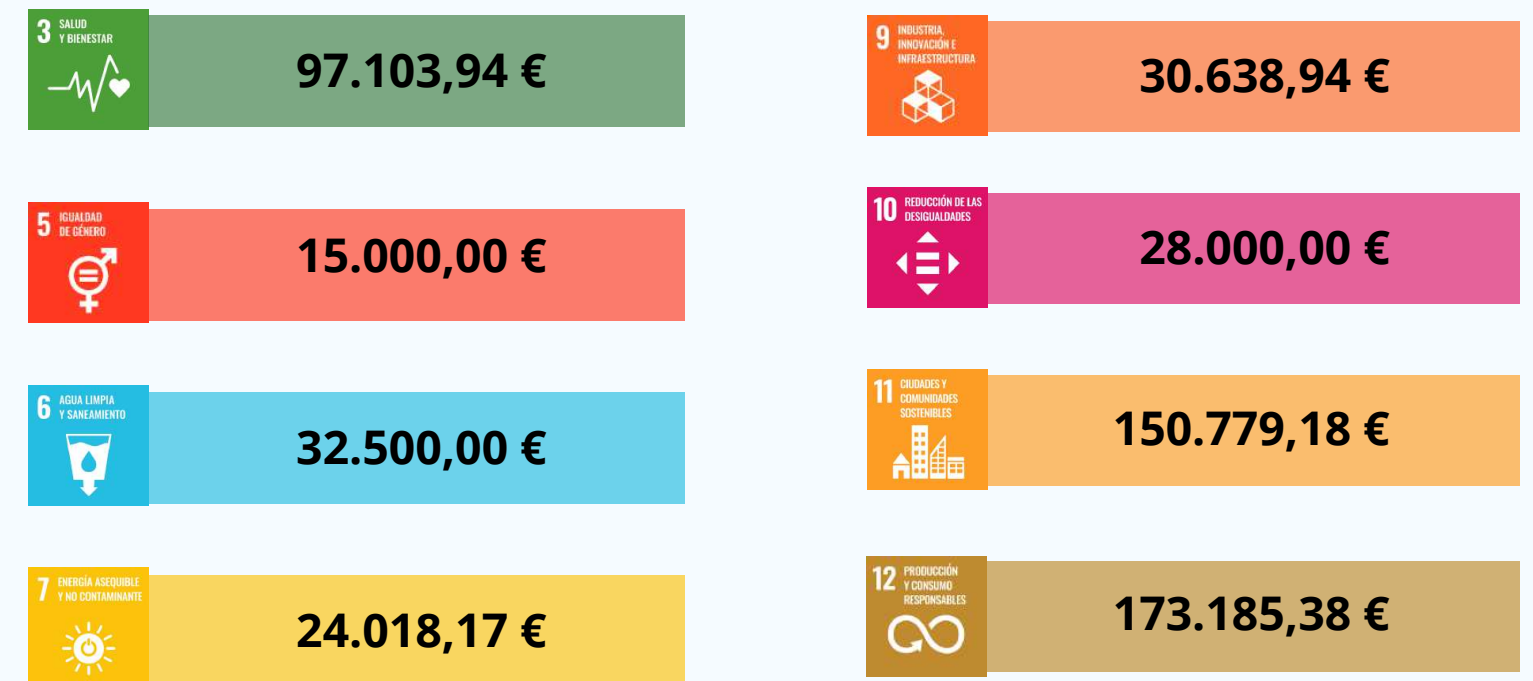 3 SALUD
Y BIENESTAR
97.103,94 €
5 IGUALDAD
DE GÉNERO
15.000,00 €
6 AGUA LIMPIA
Y SANEAMIENTO
32.500,00 €
7 ENERGÍA ASEQUIBLE
Y NO CONTAMINANTE
24.018,17 €
9 INDUSTRIA,
INNOVACIÓN E
INFRAESTRUCTURA
30.638,94 €
10 REDUCCIÓN DE LAS
DESIGUALDADES
28.000,00 €
11 CIUDADES Y
COMUNIDADES
SOSTENIBLES
150.779,18 €
12 PRODUCCIÓN
Y CONSUMO
RESPONSABLES
173.185,38 €